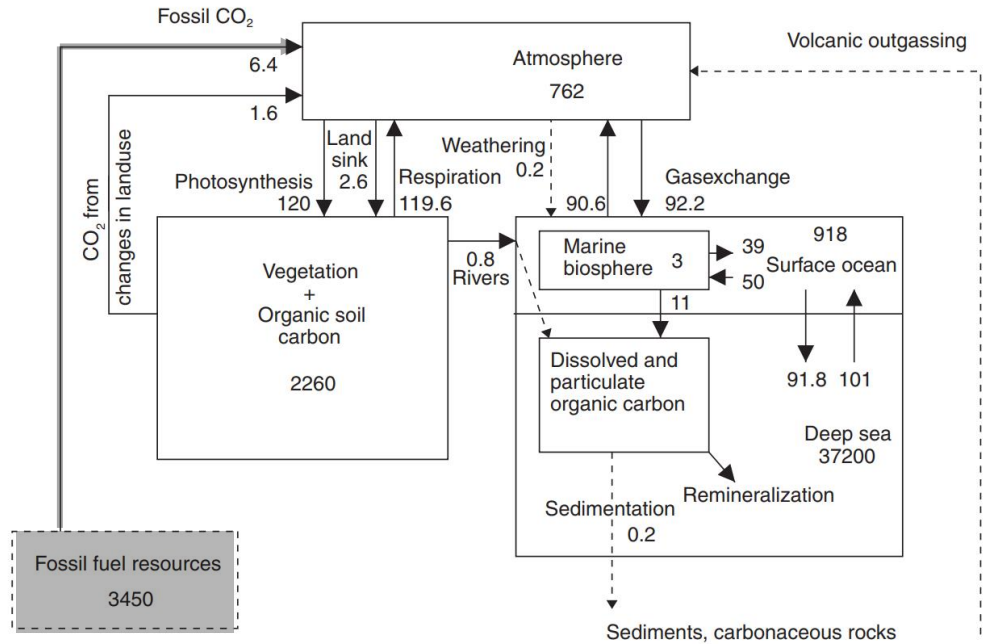 Fossil CO₂
6.4
1.6
CO₂ from
changes in landuse
Atmosphere
762
Volcanic outgassing
Photosynthesis
120
Land
sink
2.6
Respiration
119.6
Weathering
0.2
90.6
Gasexchange
92.2
Vegetation
+
Organic soil
carbon
2260
0.8
Rivers
Marine
biosphere 3
39
50
918
Surface ocean
11
Dissolved and
particulate
organic carbon
91.8 101
Deep sea
37200
Remineralization
Sedimentation
0.2
Fossil fuel resources
3450
Sediments, carbonaceous rocks